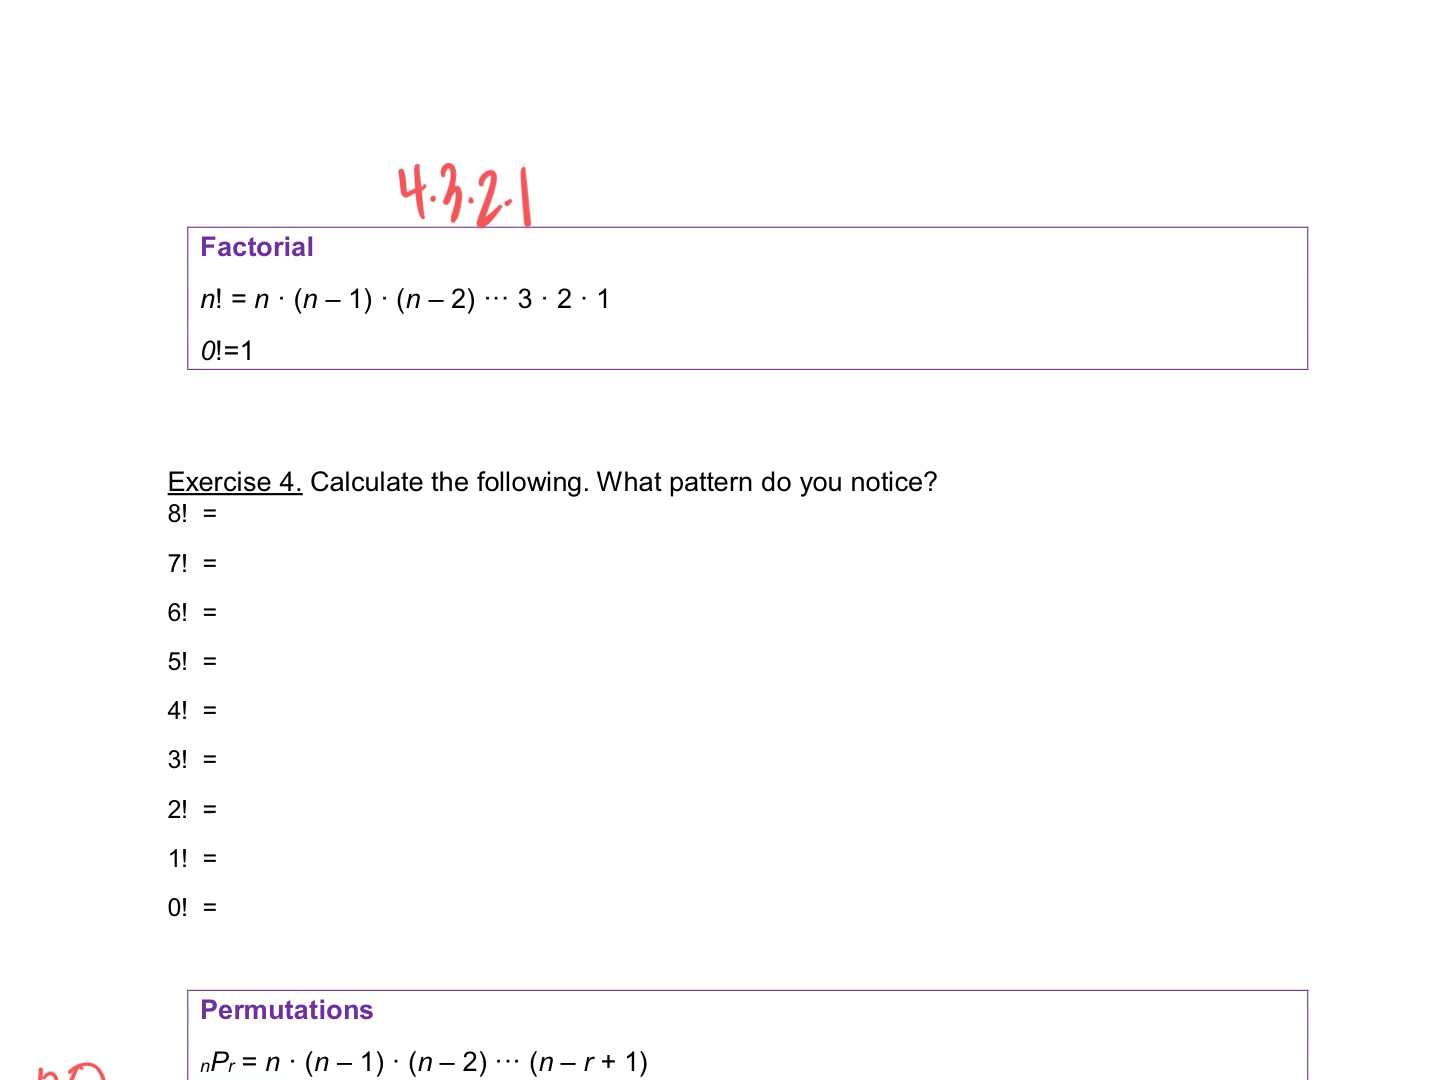 4·3·2·1
Factorial
n! = n · (n – 1) · (n – 2) ··· 3 · 2 · 1
0!=1
Exercise 4. Calculate the following. What pattern do you notice?
8! =
7! =
6! =
5! =
4! =
3! =
2! =
1! =
0! =
Permutations
nPr = n · (n – 1) · (n – 2) ··· (n – r + 1)